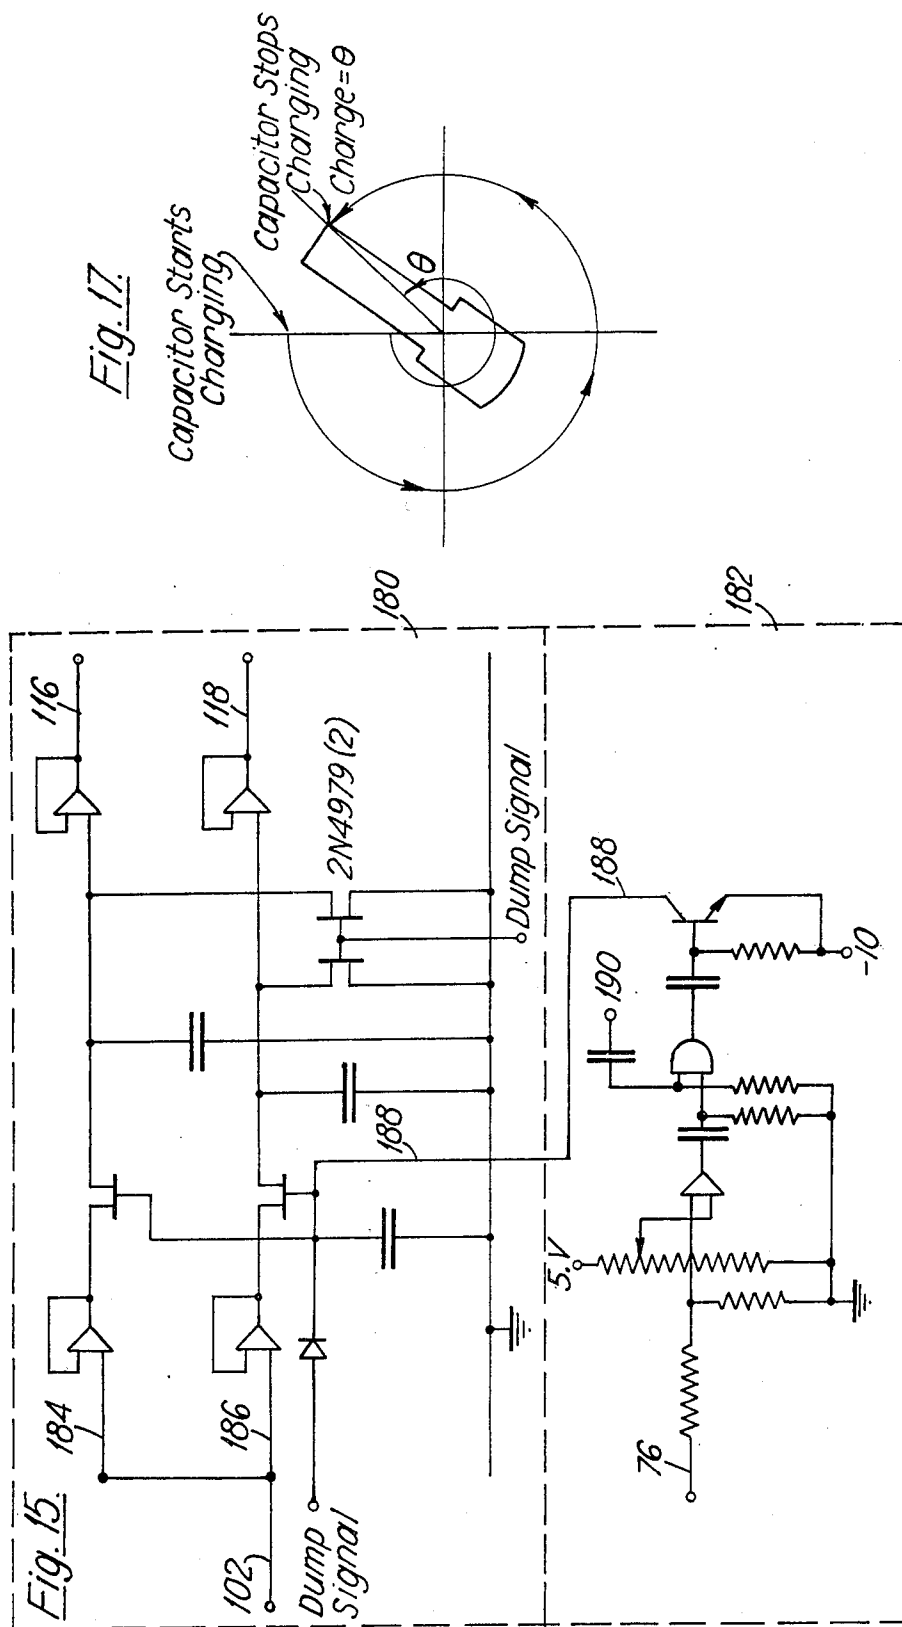 Fig. 17.
Capacitor Starts
Charging
Capacitor Stops
Charging
Charge=θ
θ
Fig. 15.
180
182
116
118
2N4979 (2)
Dump Signal
184
186
102
Dump
Signal
188
188
190
5.V
76
-10